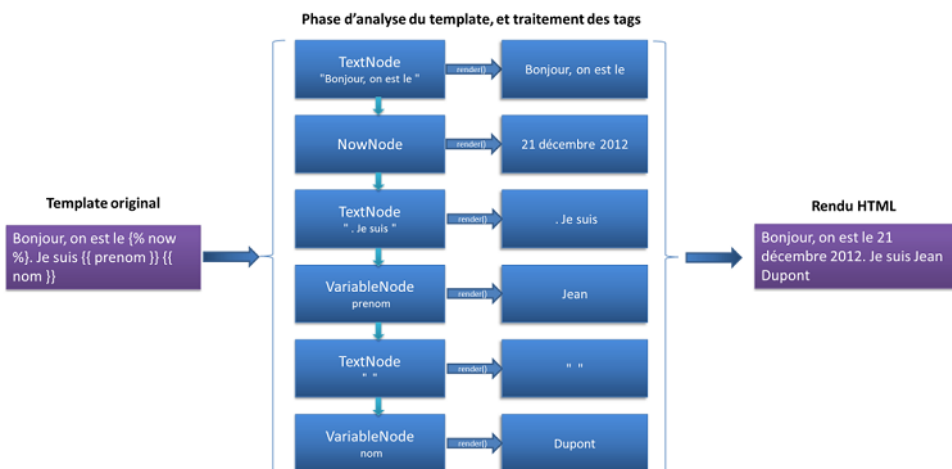 Phase d'analyse du template, et traitement des tags
TextNode
"Bonjour, on est le "
render()
Bonjour, on est le
NowNode
render()
21 décembre 2012
TextNode
" . Je suis "
render()
. Je suis
Template original
Bonjour, on est le {% now
%}. Je suis {{ prenom }} {{
nom }}
Rendu HTML
Bonjour, on est le 21
décembre 2012. Je suis Jean
Dupont
VariableNode
prenom
render()
Jean
TextNode
" "
render()
" "
VariableNode
nom
render()
Dupont